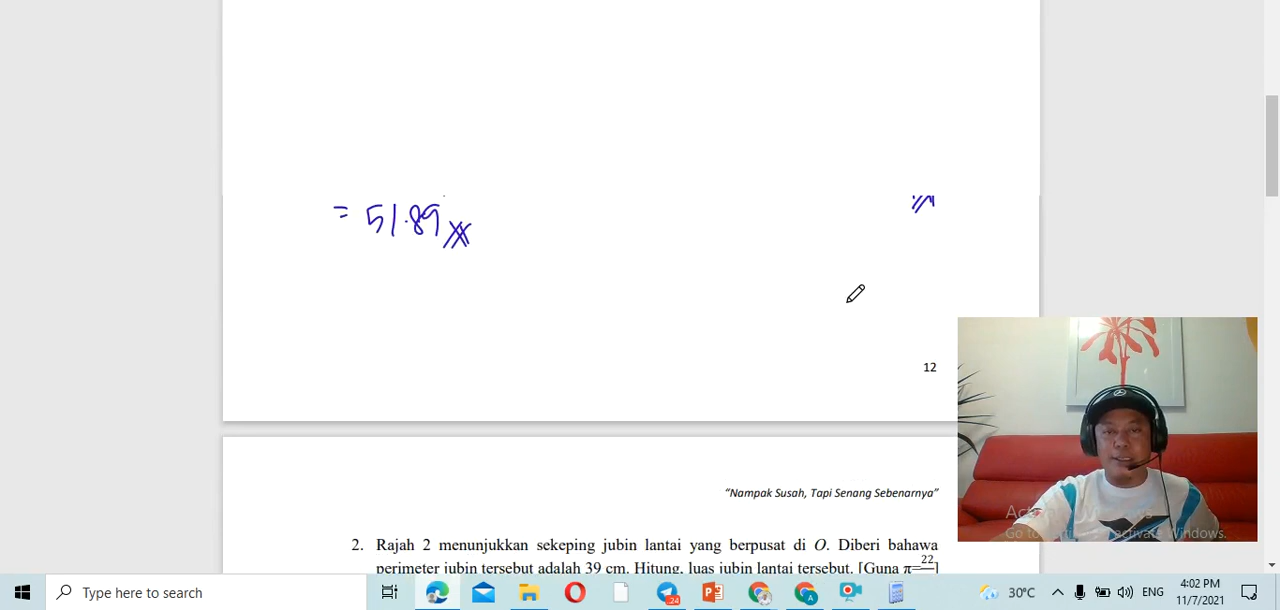 = 51.89
12
“Nampak Susah, Tapi Senang Sebenarnya”
2. Rajah 2 menunjukkan sekeping jubin lantai yang berpusat di O. Diberi bahawa
perimeter jubin tersebut adalah 39 cm. Hitung, luas jubin lantai tersebut. [Guna π=22]
Type here to search
24
30°C
ENG
4:02 PM
11/7/2021